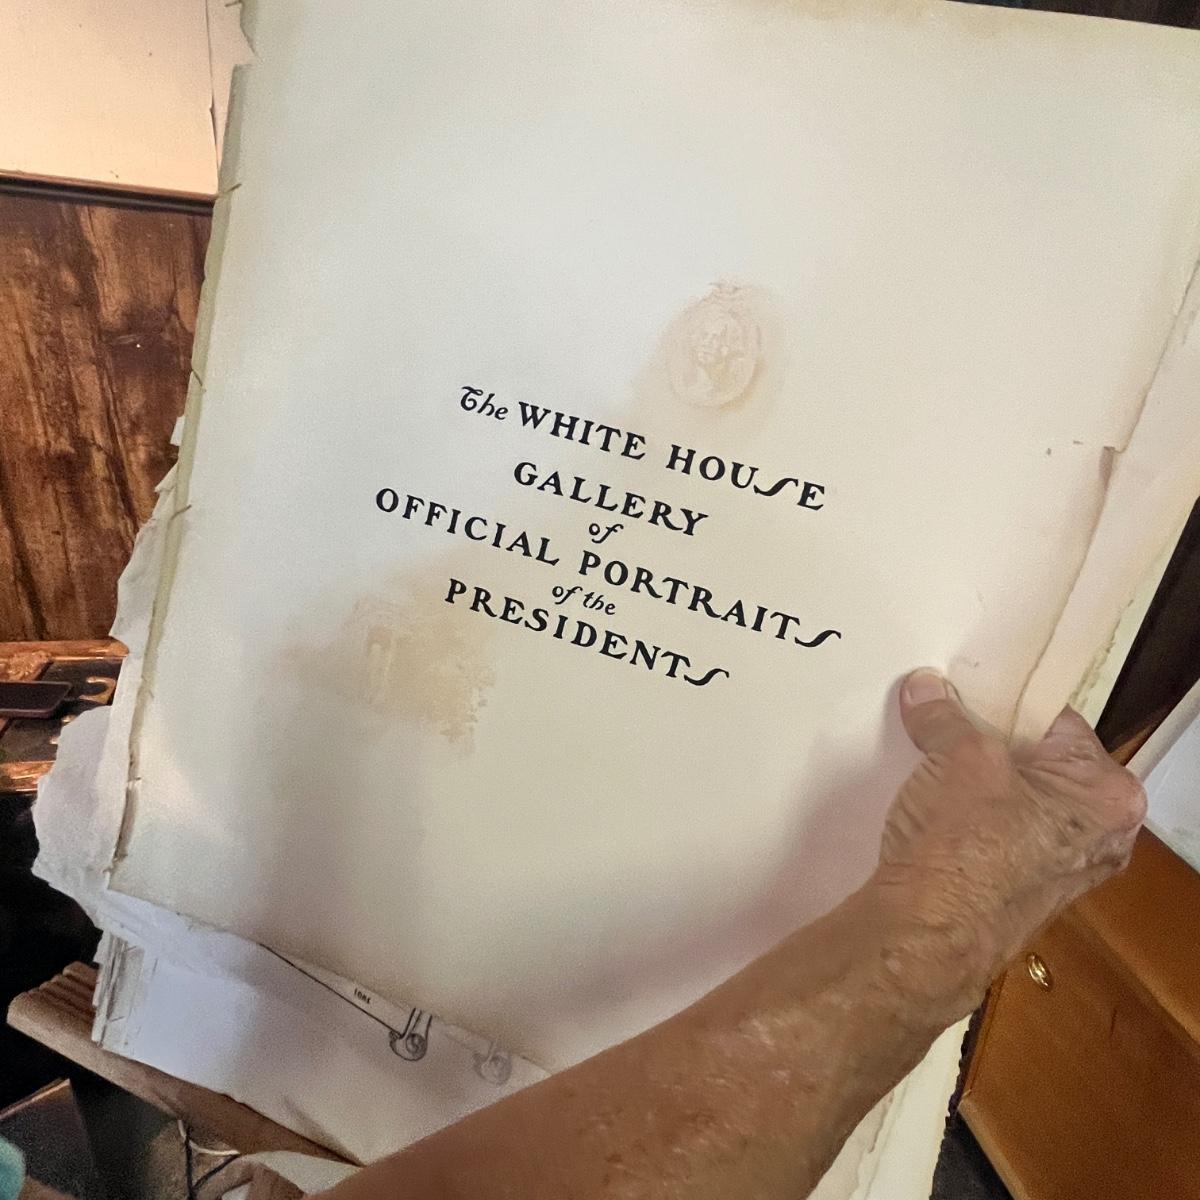 The WHITE HOUSE
GALLERY
of
OFFICIAL PORTRAITS
of the
PRESIDENTS